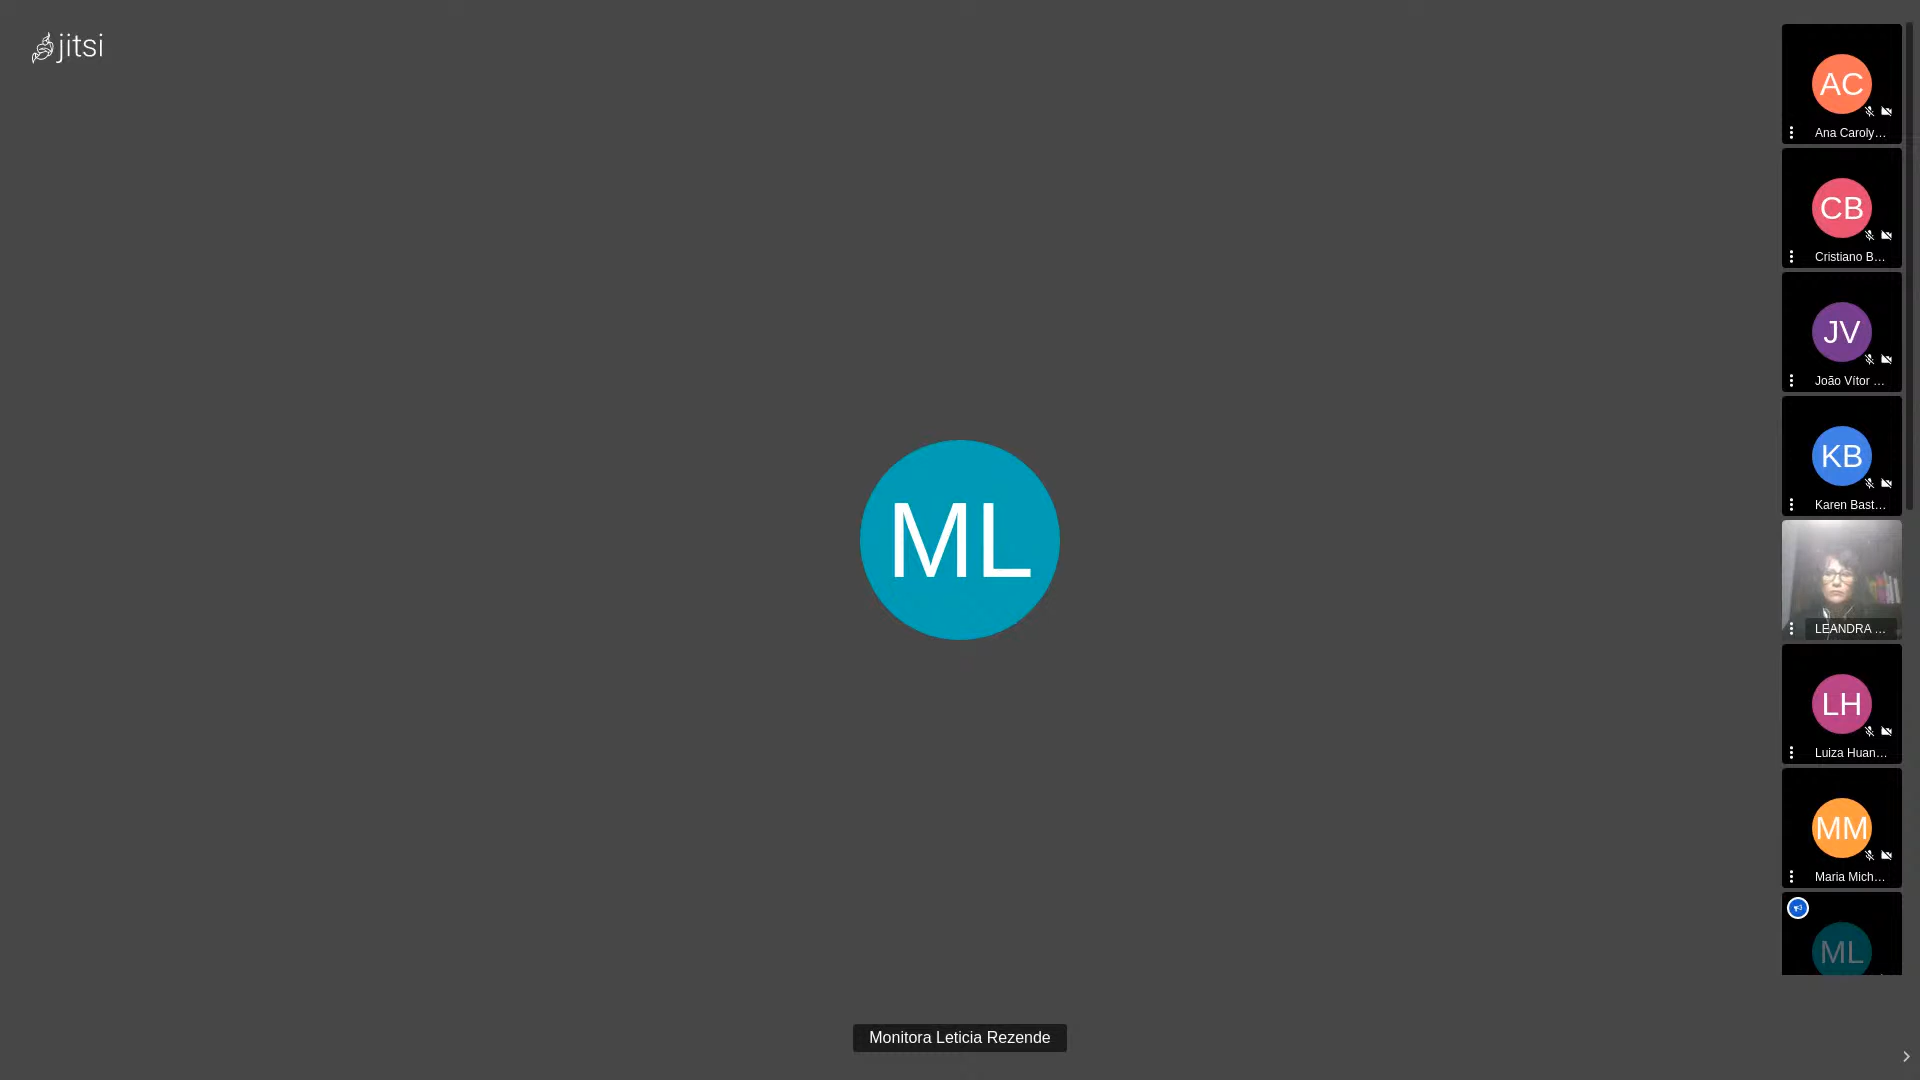 jitsi
AC
Ana Caroly...
CB
Cristiano B...
JV
João Vítor ...
KB
Karen Bast...
LEANDRA ...
LH
Luiza Huan...
MM
Maria Mich...
ML
ML
Monitora Leticia Rezende